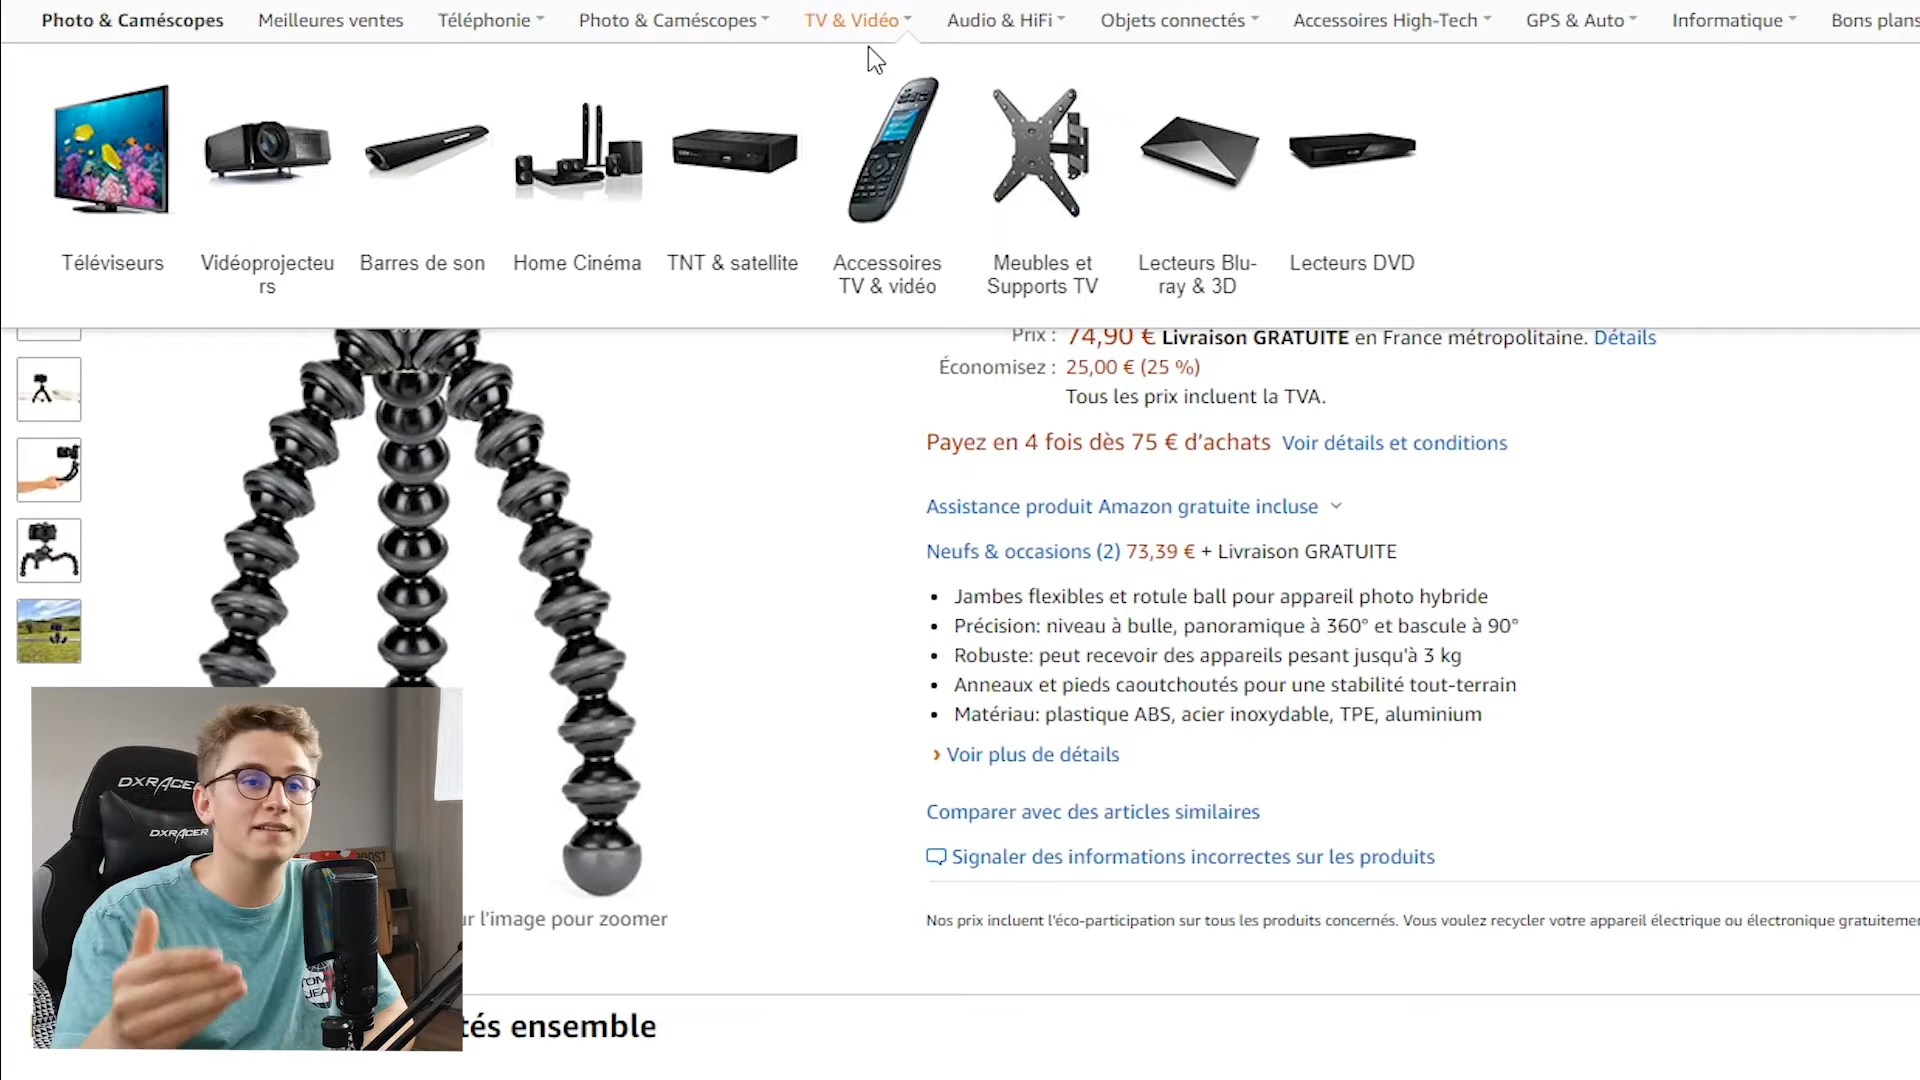 Photo & Caméscopes Meilleures ventes Téléphonie Photo & Caméscopes TV & Vidéo Audio & HiFi Objets connectés Accessoires High-Tech GPS & Auto Informatique Bons plans
Téléviseurs
Vidéoprojecteu
rs
Barres de son
Home Cinéma
TNT & satellite
Accessoires
TV & vidéo
Meubles et
Supports TV
Lecteurs Blu-
ray & 3D
Lecteurs DVD
Prix : 74,90 € Livraison GRATUITE en France métropolitaine. Détails
Économisez : 25,00 € (25 %)
Tous les prix incluent la TVA.
Payez en 4 fois dès 75 € d’achats Voir détails et conditions
Assistance produit Amazon gratuite incluse
Neufs & occasions (2) 73,39 € + Livraison GRATUITE
• Jambes flexibles et rotule ball pour appareil photo hybride
• Précision: niveau à bulle, panoramique à 360° et bascule à 90°
• Robuste: peut recevoir des appareils pesant jusqu'à 3 kg
• Anneaux et pieds caoutchoutés pour une stabilité tout-terrain
• Matériau: plastique ABS, acier inoxydable, TPE, aluminium
› Voir plus de détails
Comparer avec des articles similaires
Signaler des informations incorrectes sur les produits
Nos prix incluent l'éco-participation sur tous les produits concernés. Vous voulez recycler votre appareil électrique ou électronique gratuitemen
DXRACE
DXRACER
OOST
TOM
JEA
ur l'image pour zoomer
tés ensemble